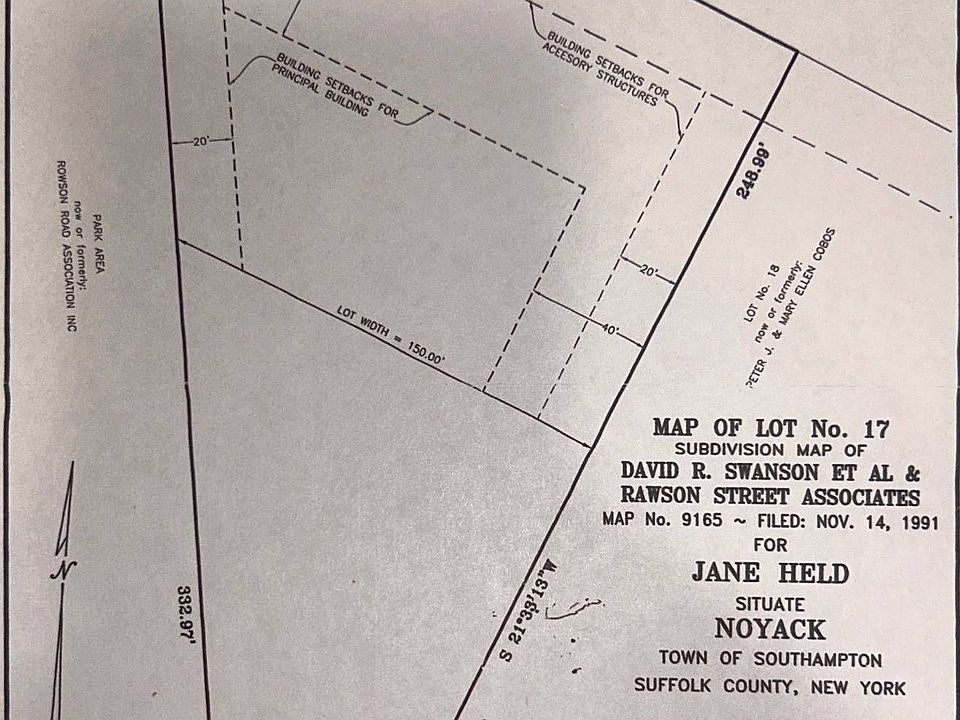 BUILDING SETBACKS FOR
PRINCIPAL BUILDING
BUILDING SETBACKS FOR
ACEESORY STRUCTURES
20'
248.99'
PARK AREA
now or formerly:
ROWSON ROAD ASSOCIATION INC
LOT No. 18
now or formerly:
PETER J. & MARY ELLEN COBOS
20'
40'
LOT WIDTH = 150.00'
MAP OF LOT No. 17
SUBDIVISION MAP OF
DAVID R. SWANSON ET AL &
RAWSON STREET ASSOCIATES
MAP No. 9165 ~ FILED: NOV. 14, 1991
FOR
JANE HELD
SITUATE
NOYACK
TOWN OF SOUTHAMPTON
SUFFOLK COUNTY, NEW YORK
N
332.97'
S 21°33'13"W